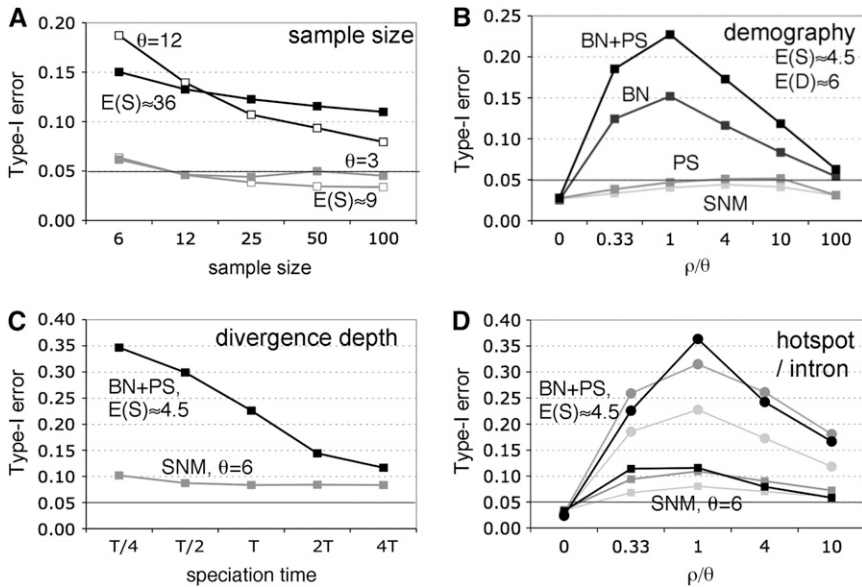 A
sample size
Type-I error
0.20
0.15
0.10
0.05
0.00
θ=12
E(S)≈36
θ=3
E(S)≈9
6 12 25 50 100
sample size
B
demography
E(S)≈4.5
E(D)≈6
Type-I error
0.25
0.20
0.15
0.10
0.05
0.00
BN+PS
BN
PS
SNM
0 0.33 1 4 10 100
ρ/θ
C
divergence depth
Type-I error
0.40
0.35
0.30
0.25
0.20
0.15
0.10
0.05
0.00
BN+PS,
E(S)≈4.5
SNM, θ=6
T/4 T/2 T 2T 4T
speciation time
D
hotspot
/ intron
Type-I error
0.40
0.35
0.30
0.25
0.20
0.15
0.10
0.05
0.00
BN+PS,
E(S)≈4.5
SNM, θ=6
0 0.33 1 4 10
ρ/θ